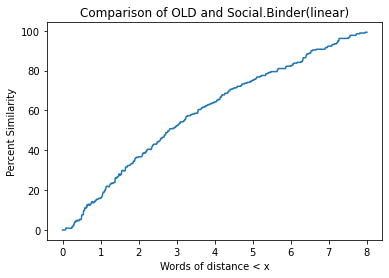 Comparison of OLD and Social.Binder(linear)
Percent Similarity
100
80
60
40
20
0
0 1 2 3 4 5 6 7 8
Words of distance < x